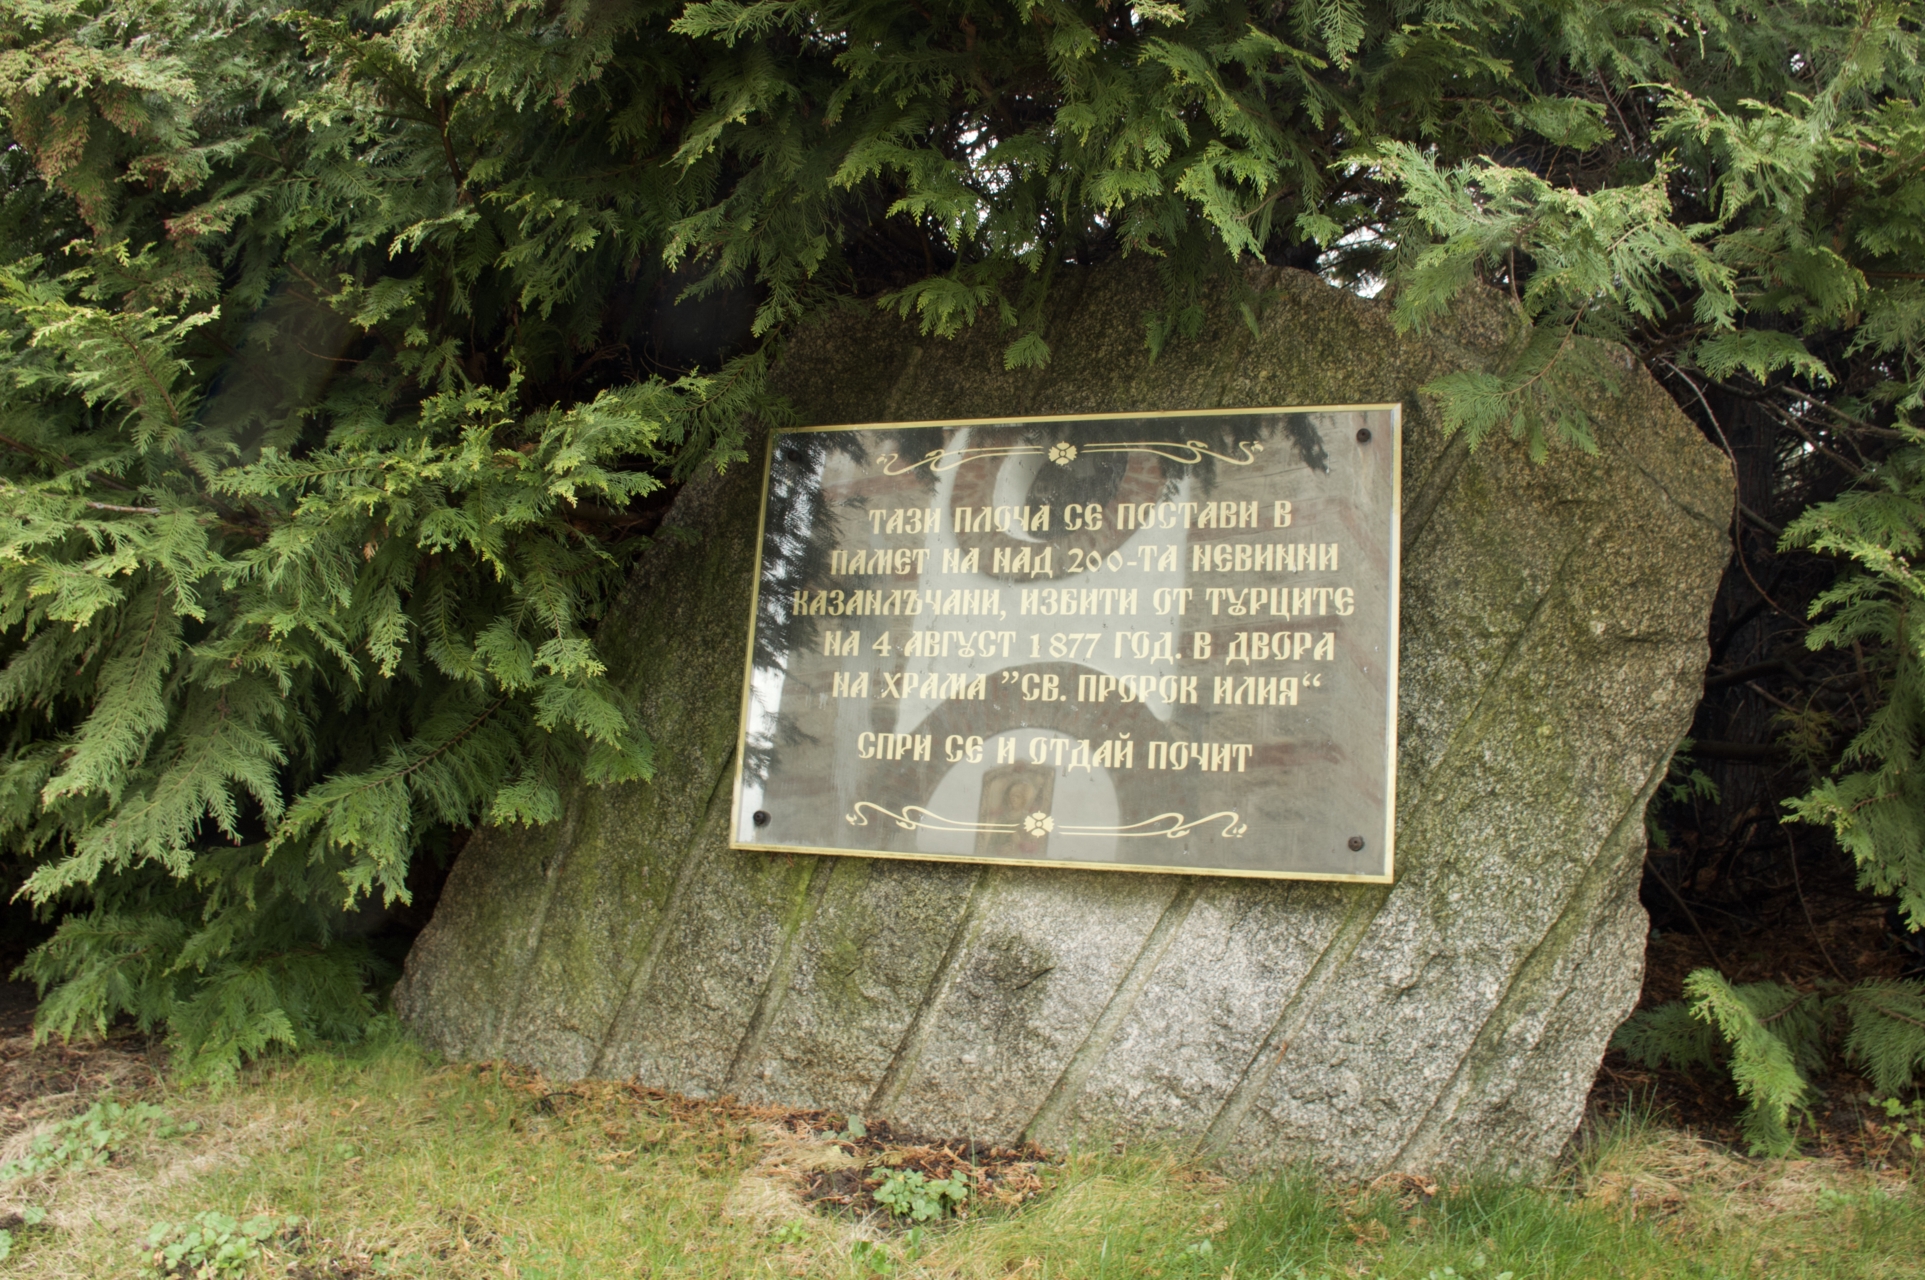 ТАЗИ ПЛОЧА СЕ ПОСТАВИ В
ПАМЕТ НА НАД 200-ТА НЕВИННИ
КАЗАНЛЪЧАНИ, ИЗБИТИ ОТ ТУРЦИТЕ
НА 4 АВГУСТ 1877 ГОД. В ДВОРА
НА ХРАМА ”СВ. ПРОРОК ИЛИЯ“
СПРИ СЕ И ОТДАЙ ПОЧИТ